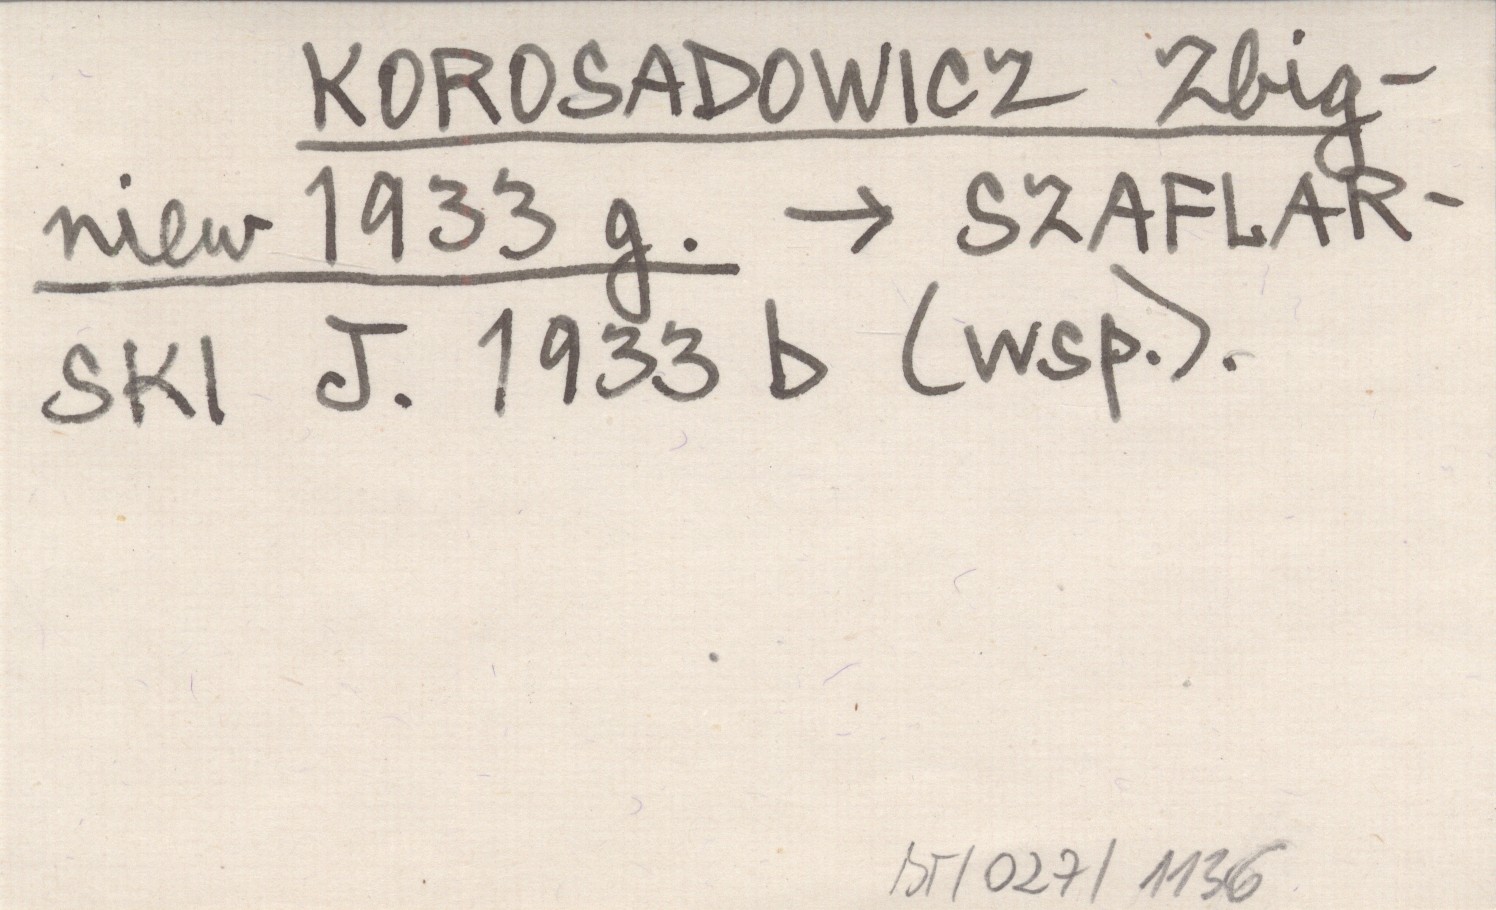 KOROSADOWICZ Zbig-
niew 1933 g. → SZAFLAR-
SKI J. 1933 b (wsp.).
BT/027/ 1136